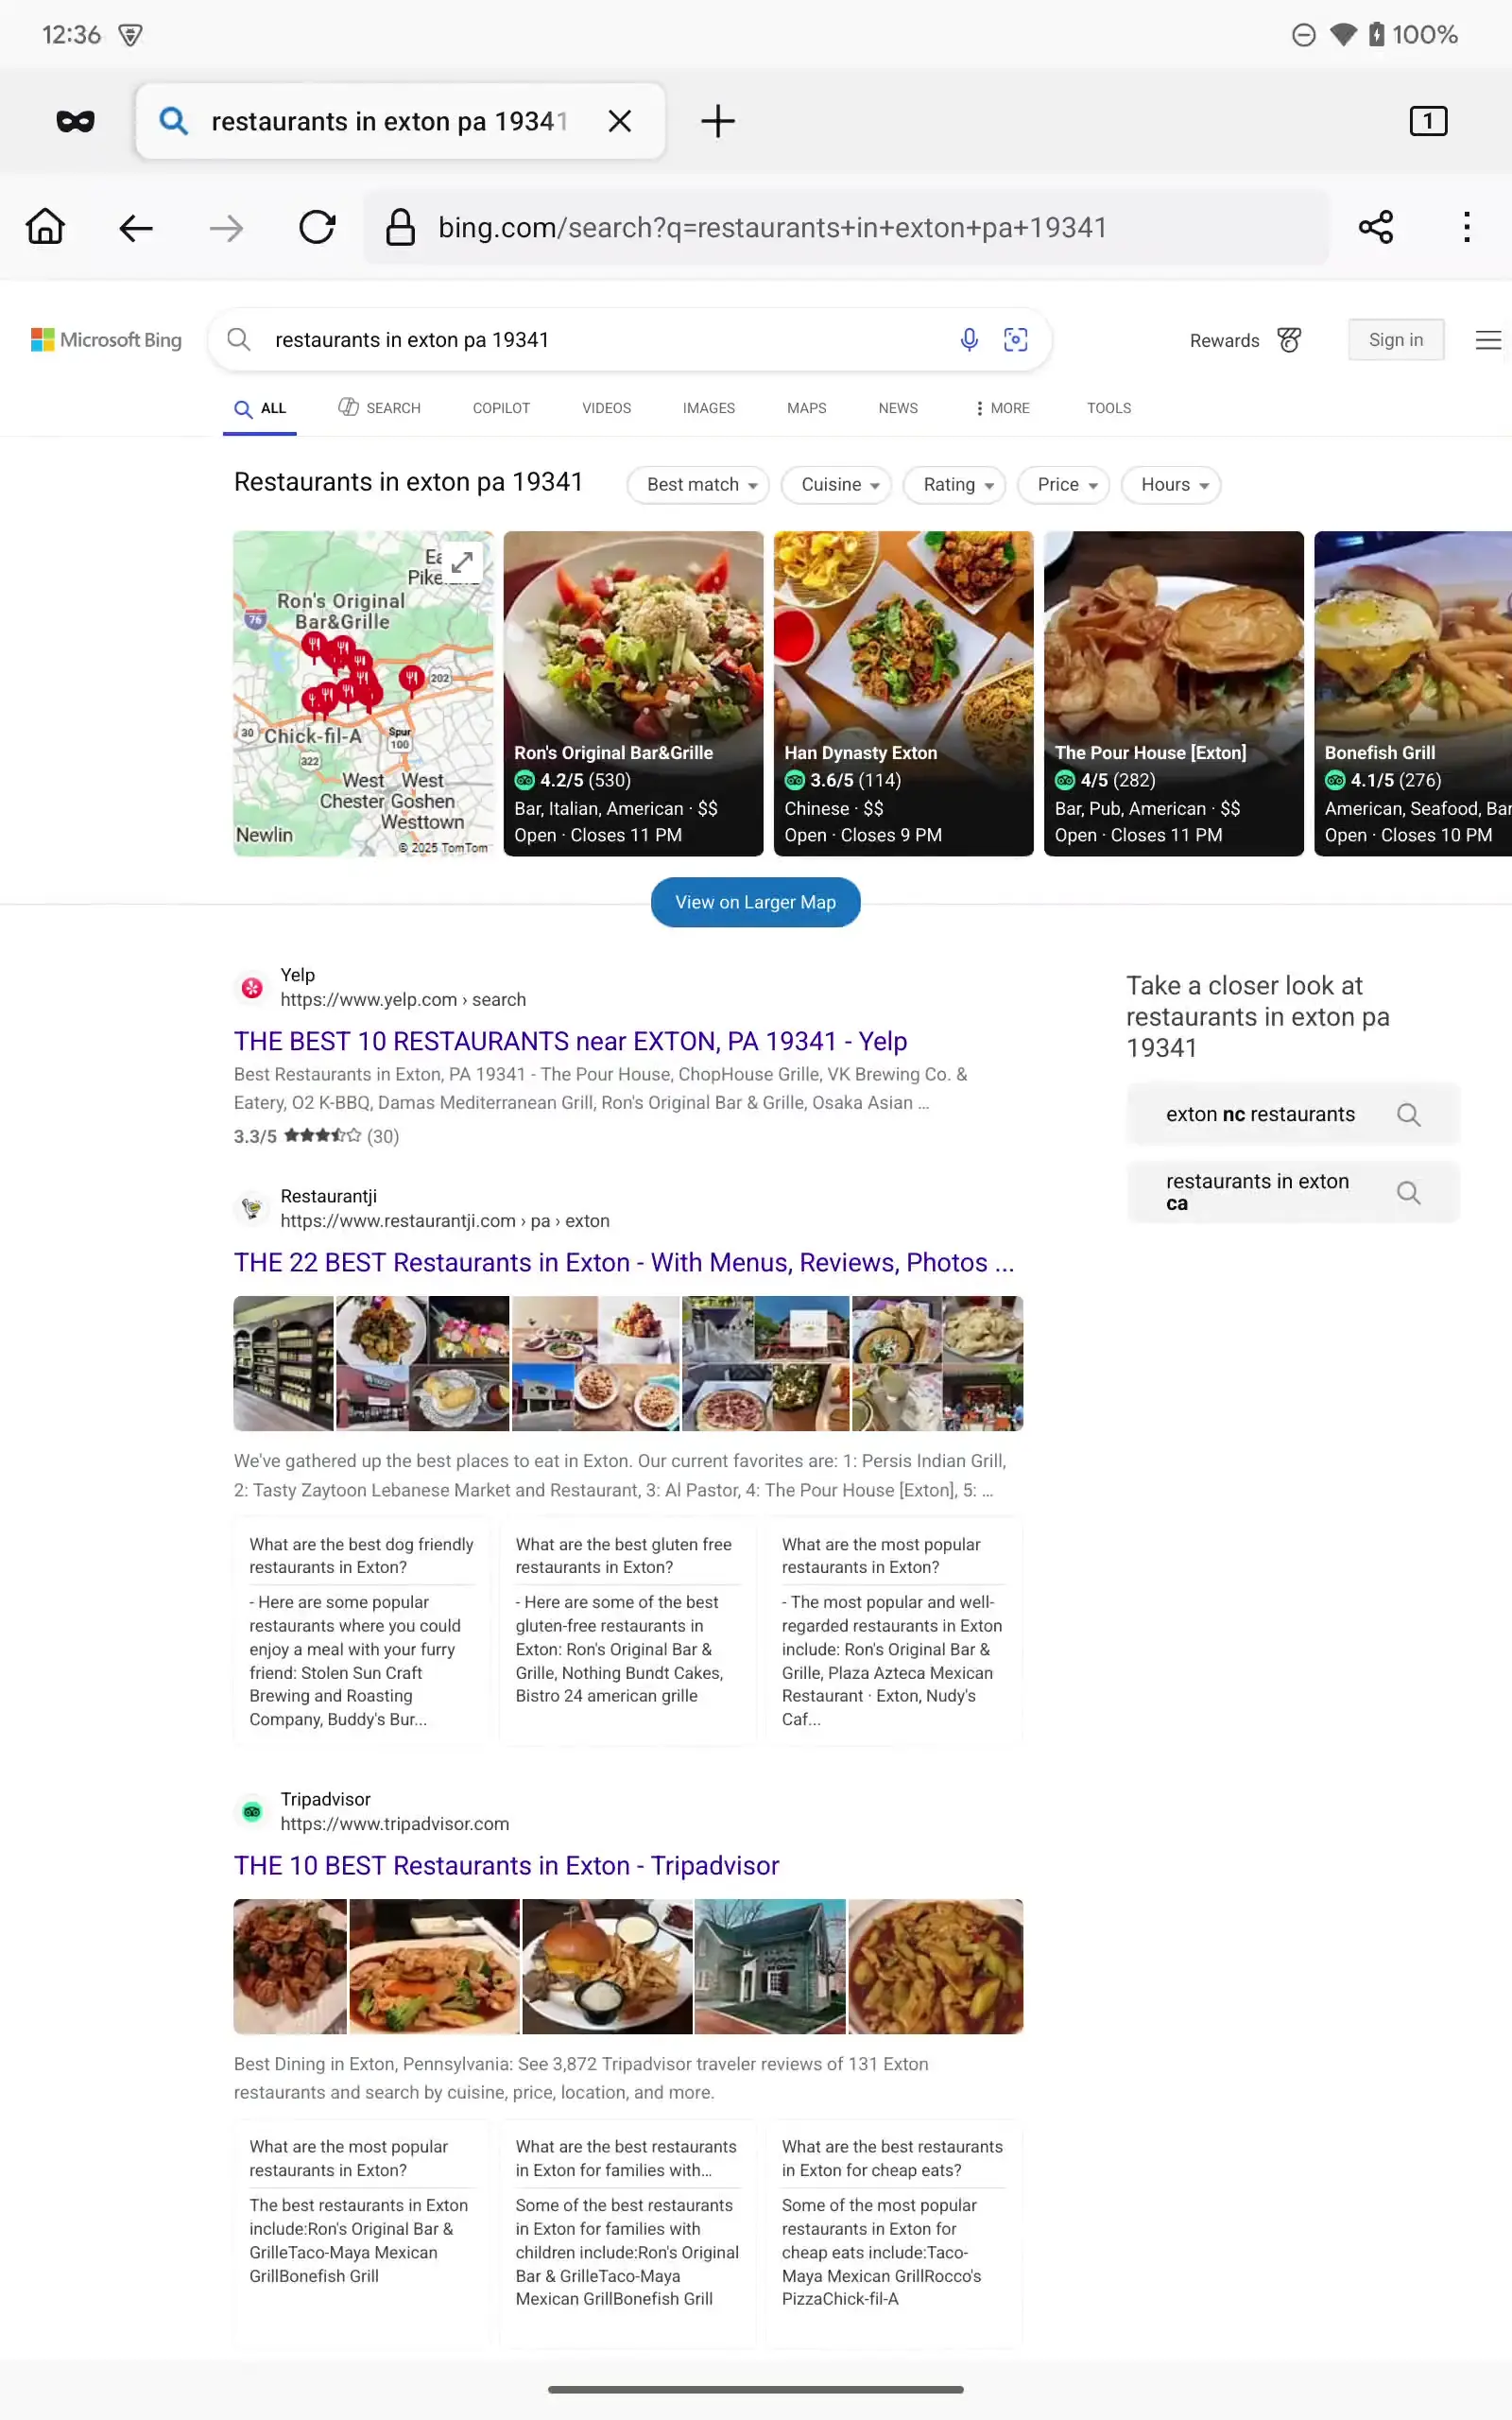 12:36
100%
restaurants in exton pa 19341
1
bing.com/search?q=restaurants+in+exton+pa+19341
Microsoft Bing
restaurants in exton pa 19341
Rewards
Sign in
ALL
SEARCH
COPILOT
VIDEOS
IMAGES
MAPS
NEWS
MORE
TOOLS
Restaurants in exton pa 19341
Best match
Cuisine
Rating
Price
Hours
Ron's Original
Bar&Grille
76
202
30
Chick-fil-A
Spur
100
322
West West
Chester Goshen
Westtown
Newlin
© 2025 TomTom
Ron's Original Bar&Grille
4.2/5 (530)
Bar, Italian, American · $$
Open · Closes 11 PM
Han Dynasty Exton
3.6/5 (114)
Chinese · $$
Open · Closes 9 PM
The Pour House [Exton]
4/5 (282)
Bar, Pub, American · $$
Open · Closes 11 PM
Bonefish Grill
4.1/5 (276)
American, Seafood, Bar
Open · Closes 10 PM
View on Larger Map
Yelp
https://www.yelp.com › search
THE BEST 10 RESTAURANTS near EXTON, PA 19341 - Yelp
Best Restaurants in Exton, PA 19341 - The Pour House, ChopHouse Grille, VK Brewing Co. &
Eatery, O2 K-BBQ, Damas Mediterranean Grill, Ron's Original Bar & Grille, Osaka Asian ...
3.3/5 (30)
Take a closer look at
restaurants in exton pa
19341
exton nc restaurants
restaurants in exton
ca
Restaurantji
https://www.restaurantji.com › pa › exton
THE 22 BEST Restaurants in Exton - With Menus, Reviews, Photos ...
We've gathered up the best places to eat in Exton. Our current favorites are: 1: Persis Indian Grill,
2: Tasty Zaytoon Lebanese Market and Restaurant, 3: Al Pastor, 4: The Pour House [Exton], 5: ...
What are the best dog friendly
restaurants in Exton?
- Here are some popular
restaurants where you could
enjoy a meal with your furry
friend: Stolen Sun Craft
Brewing and Roasting
Company, Buddy's Bur...
What are the best gluten free
restaurants in Exton?
- Here are some of the best
gluten-free restaurants in
Exton: Ron's Original Bar &
Grille, Nothing Bundt Cakes,
Bistro 24 american grille
What are the most popular
restaurants in Exton?
- The most popular and well-
regarded restaurants in Exton
include: Ron's Original Bar &
Grille, Plaza Azteca Mexican
Restaurant · Exton, Nudy's
Caf...
Tripadvisor
https://www.tripadvisor.com
THE 10 BEST Restaurants in Exton - Tripadvisor
Best Dining in Exton, Pennsylvania: See 3,872 Tripadvisor traveler reviews of 131 Exton
restaurants and search by cuisine, price, location, and more.
What are the most popular
restaurants in Exton?
The best restaurants in Exton
include:Ron's Original Bar &
GrilleTaco-Maya Mexican
GrillBonefish Grill
What are the best restaurants
in Exton for families with...
Some of the best restaurants
in Exton for families with
children include:Ron's Original
Bar & GrilleTaco-Maya
Mexican GrillBonefish Grill
What are the best restaurants
in Exton for cheap eats?
Some of the most popular
restaurants in Exton for
cheap eats include:Taco-
Maya Mexican GrillRocco's
PizzaChick-fil-A